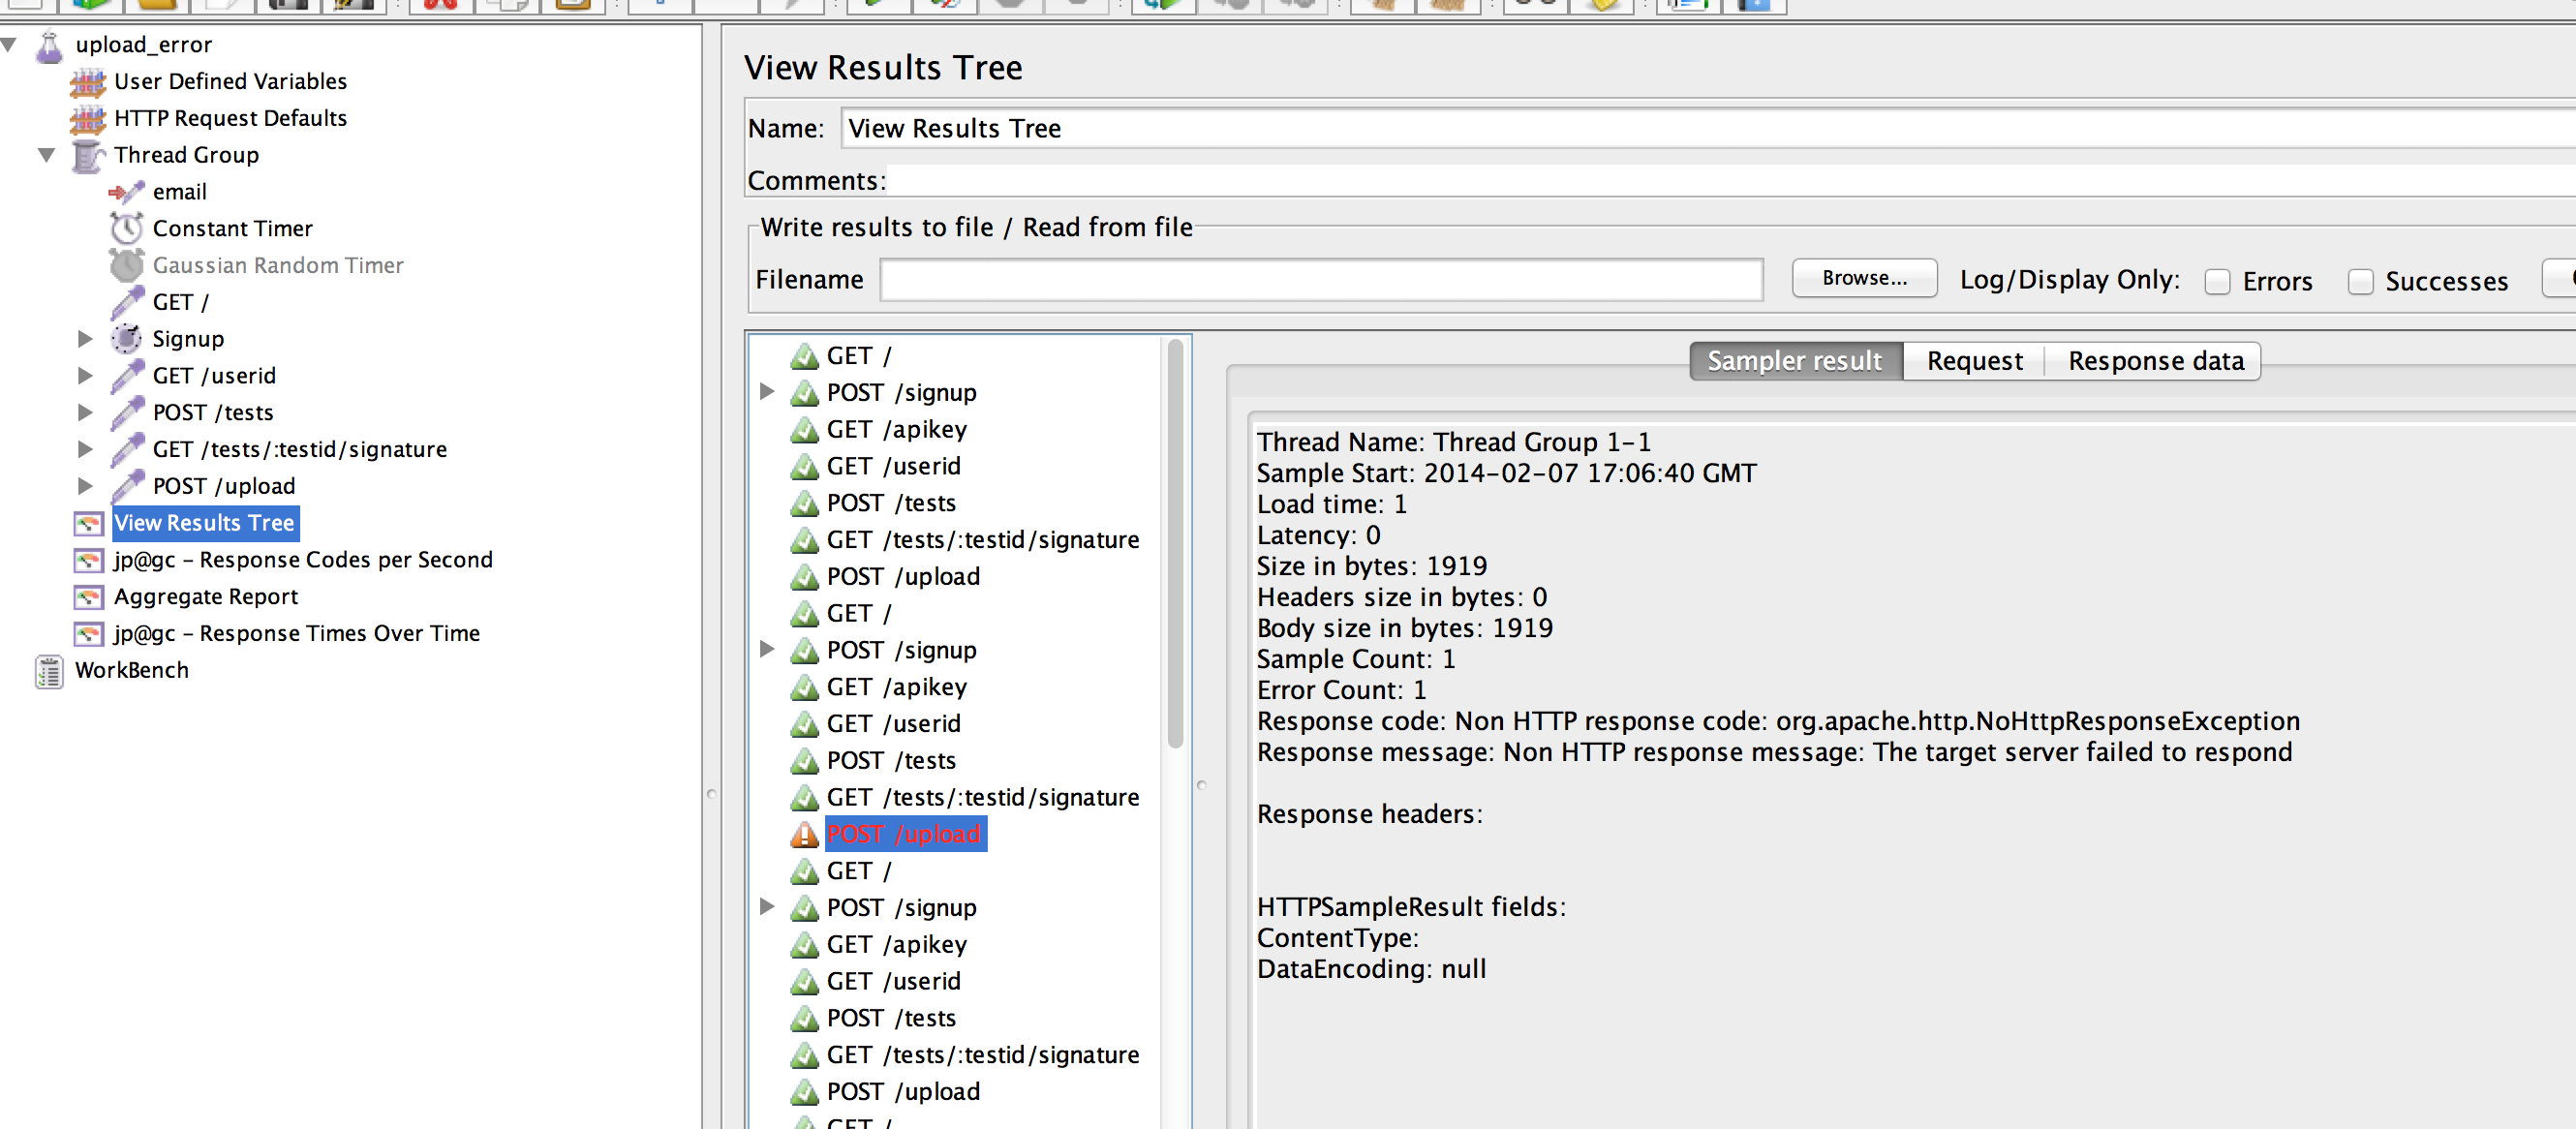 upload_error
User Defined Variables
HTTP Request Defaults
Thread Group
email
Constant Timer
Gaussian Random Timer
GET /
Signup
GET /userid
POST /tests
GET /tests/:testid/signature
POST /upload
View Results Tree
jp@gc - Response Codes per Second
Aggregate Report
jp@gc - Response Times Over Time
WorkBench
View Results Tree
Name: View Results Tree
Comments:
Write results to file / Read from file
Filename Browse... Log/Display Only: Errors Successes
GET /
POST /signup
GET /apikey
GET /userid
POST /tests
GET /tests/:testid/signature
POST /upload
GET /
POST /signup
GET /apikey
GET /userid
POST /tests
GET /tests/:testid/signature
POST /upload
GET /
POST /signup
GET /apikey
GET /userid
POST /tests
GET /tests/:testid/signature
POST /upload
GET /
Sampler result Request Response data
Thread Name: Thread Group 1-1
Sample Start: 2014-02-07 17:06:40 GMT
Load time: 1
Latency: 0
Size in bytes: 1919
Headers size in bytes: 0
Body size in bytes: 1919
Sample Count: 1
Error Count: 1
Response code: Non HTTP response code: org.apache.http.NoHttpResponseException
Response message: Non HTTP response message: The target server failed to respond
Response headers:
HTTPSampleResult fields:
ContentType:
DataEncoding: null